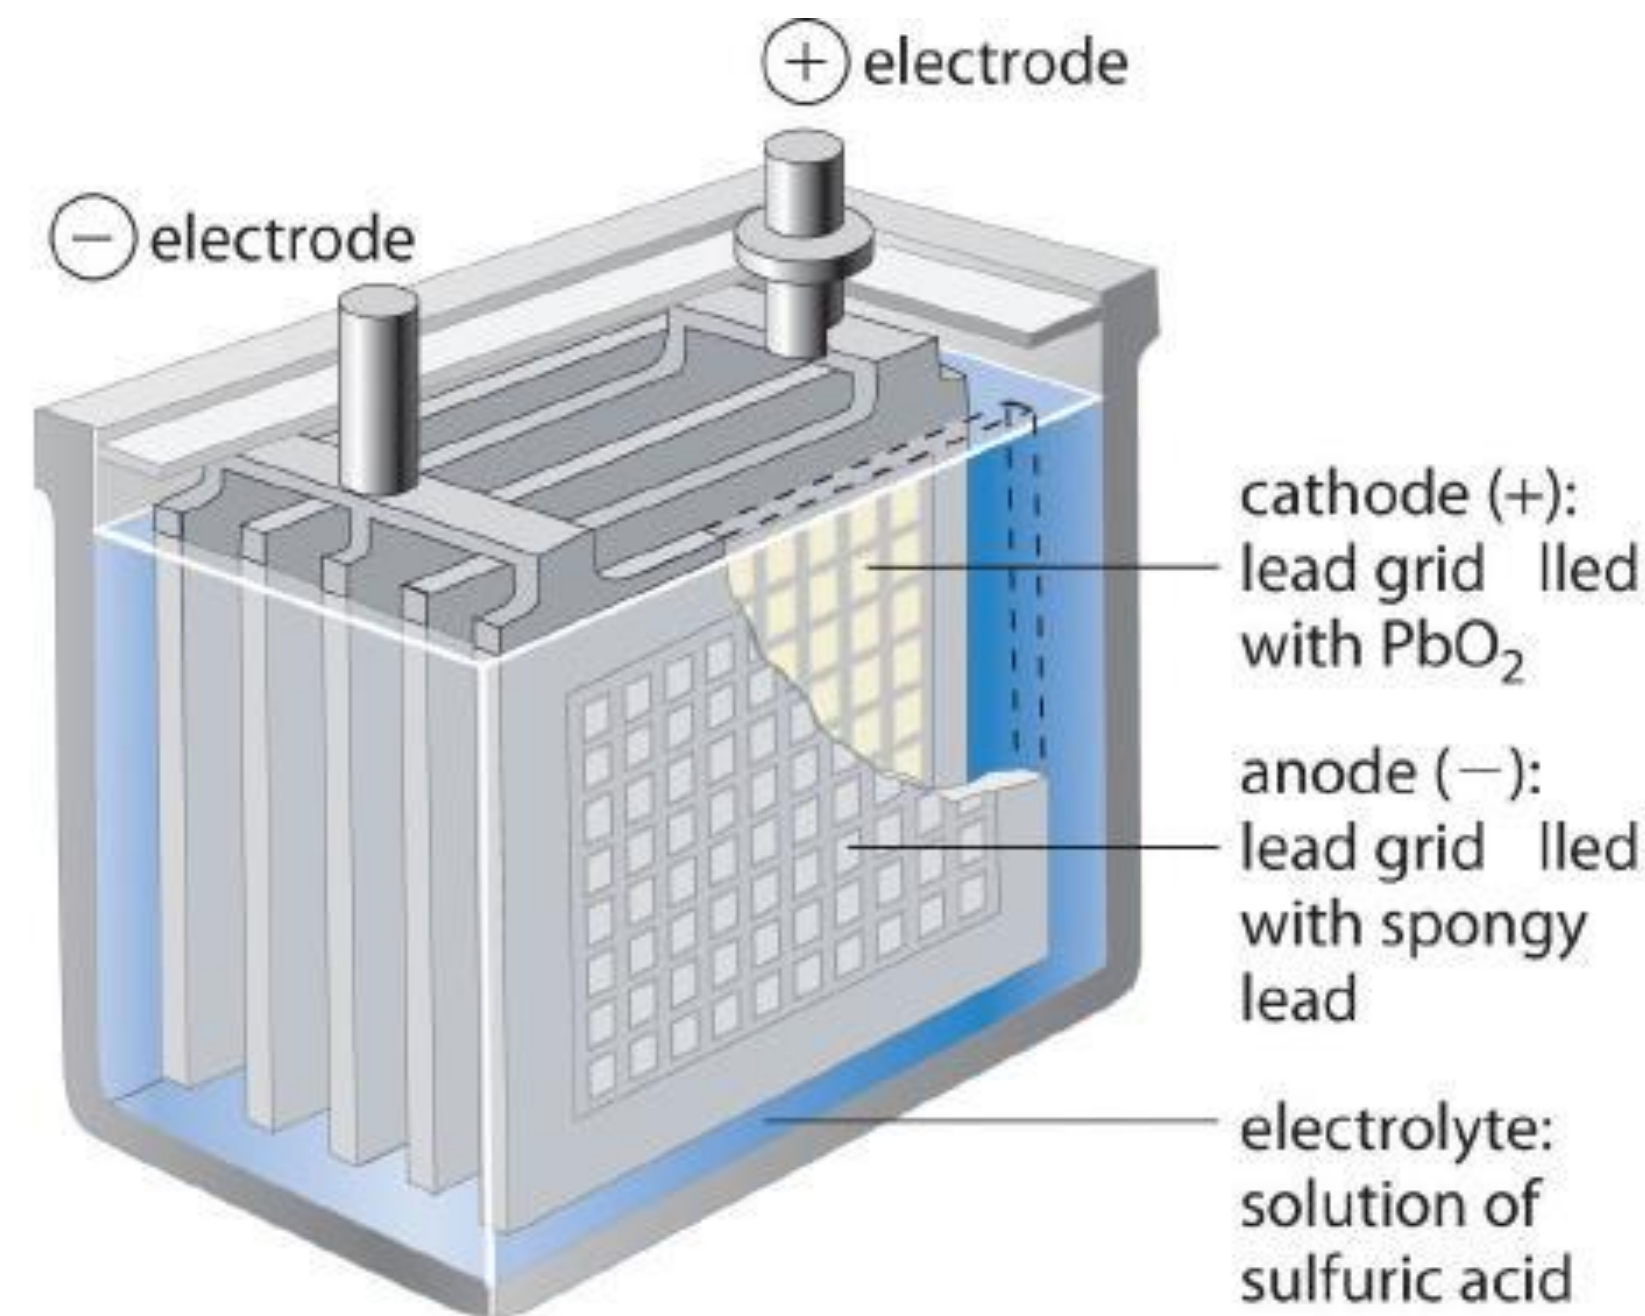 + electrode
− electrode
cathode (+):
lead grid lled
with PbO₂
anode (−):
lead grid lled
with spongy
lead
electrolyte:
solution of
sulfuric acid